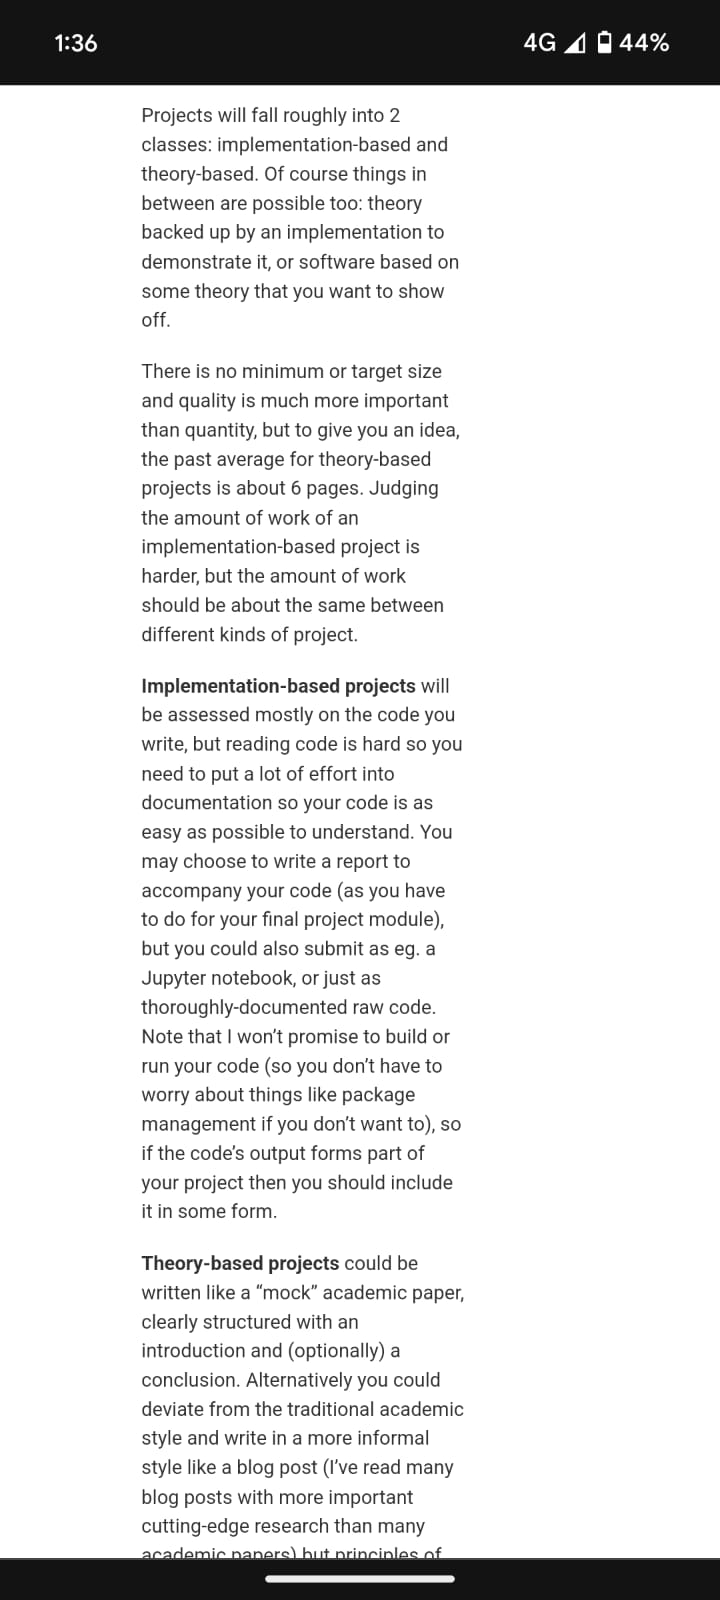 1:36
4G 44%
Projects will fall roughly into 2
classes: implementation-based and
theory-based. Of course things in
between are possible too: theory
backed up by an implementation to
demonstrate it, or software based on
some theory that you want to show
off.
There is no minimum or target size
and quality is much more important
than quantity, but to give you an idea,
the past average for theory-based
projects is about 6 pages. Judging
the amount of work of an
implementation-based project is
harder, but the amount of work
should be about the same between
different kinds of project.
Implementation-based projects will
be assessed mostly on the code you
write, but reading code is hard so you
need to put a lot of effort into
documentation so your code is as
easy as possible to understand. You
may choose to write a report to
accompany your code (as you have
to do for your final project module),
but you could also submit as eg. a
Jupyter notebook, or just as
thoroughly-documented raw code.
Note that I won’t promise to build or
run your code (so you don’t have to
worry about things like package
management if you don’t want to), so
if the code’s output forms part of
your project then you should include
it in some form.
Theory-based projects could be
written like a “mock” academic paper,
clearly structured with an
introduction and (optionally) a
conclusion. Alternatively you could
deviate from the traditional academic
style and write in a more informal
style like a blog post (I’ve read many
blog posts with more important
cutting-edge research than many
academic papers) but principles of